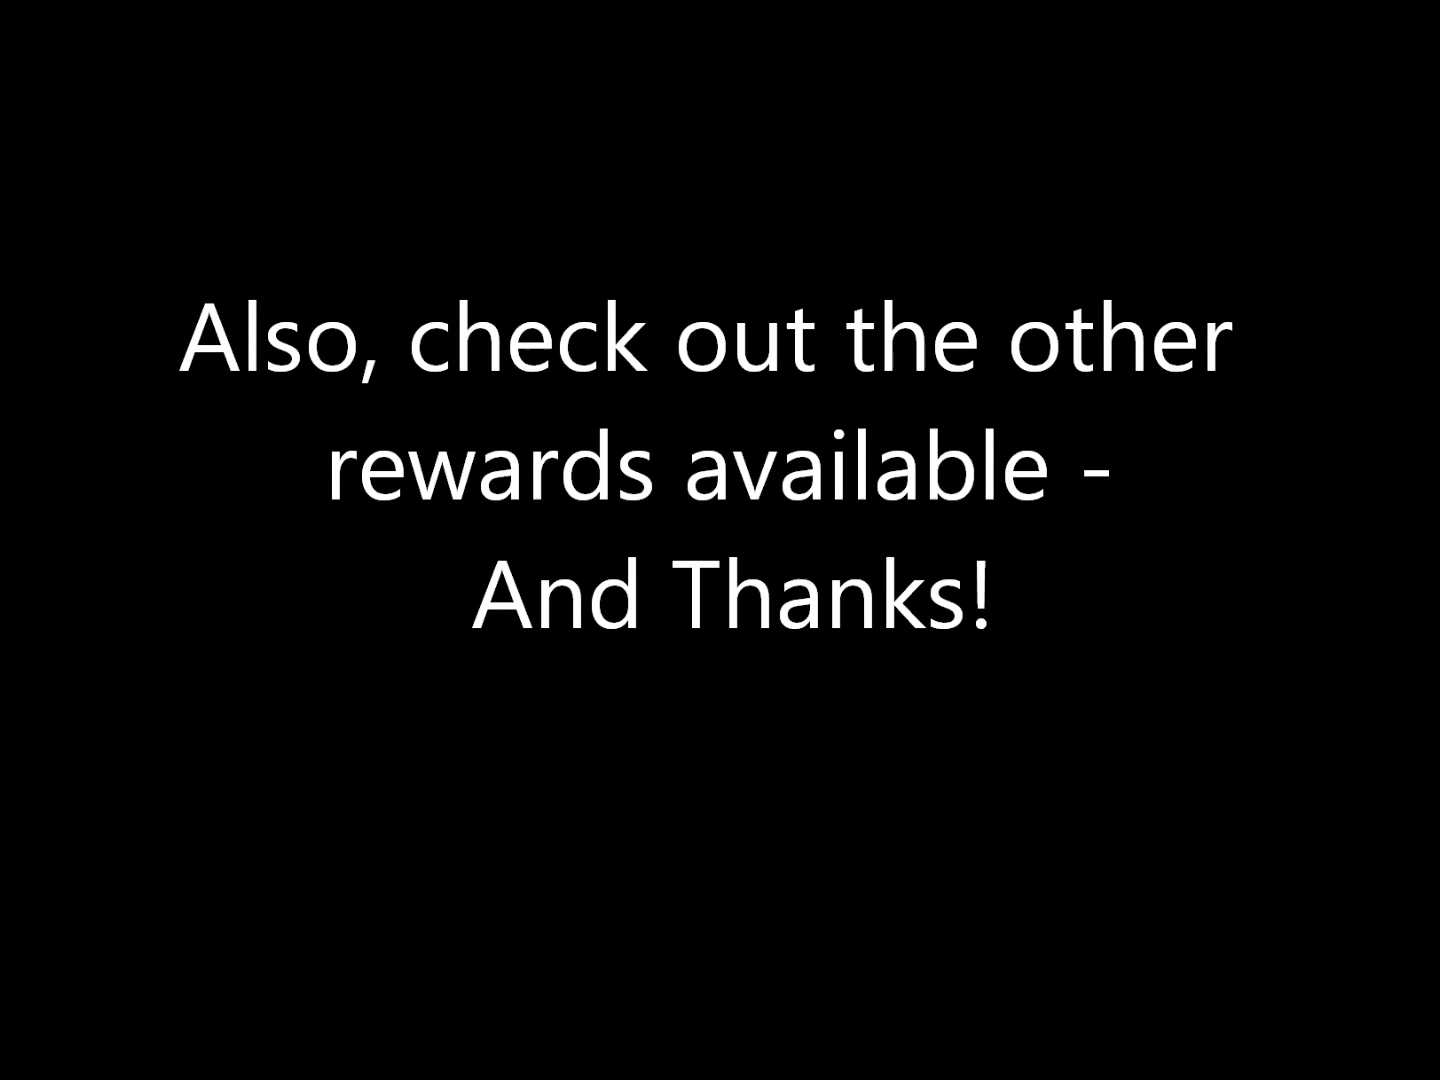 Also, check out the other
rewards available -
And Thanks!